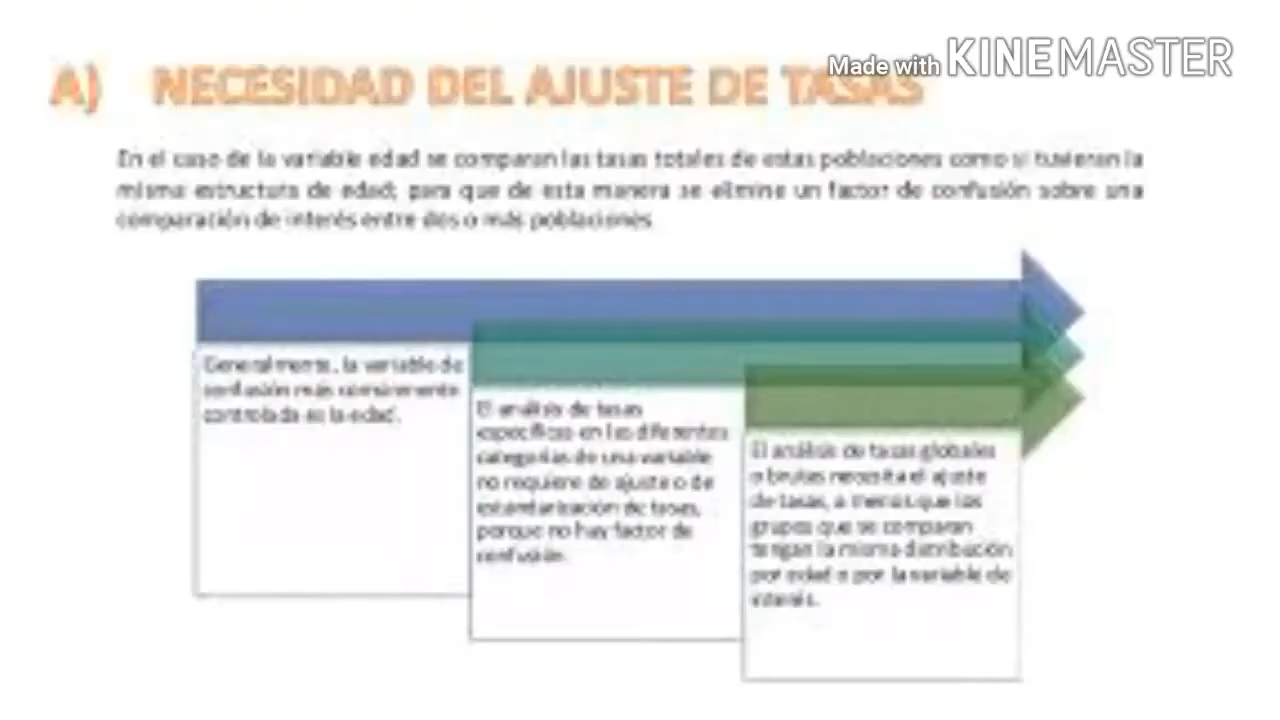 Made with KINEMASTER
A) NECESIDAD DEL AJUSTE DE TASAS
En el caso de la variable edad se comparan las tasas totales de estas poblaciones como si tuvieran la
misma estructura de edad; para que de esta manera se elimine un factor de confusión sobre una
comparación de interés entre dos o más poblaciones.
Generalmente, la variable de
confusión más comúnmente
controlada es la edad.
El análisis de tasas
específicas en las diferentes
categorías de una variable
no requiere de ajuste o de
estandarización de tasas,
porque no hay factor de
confusión.
El análisis de tasas globales
o brutas necesita el ajuste
de tasas, a menos que los
grupos que se comparan
tengan la misma distribución
por edad o por la variable de
interés.